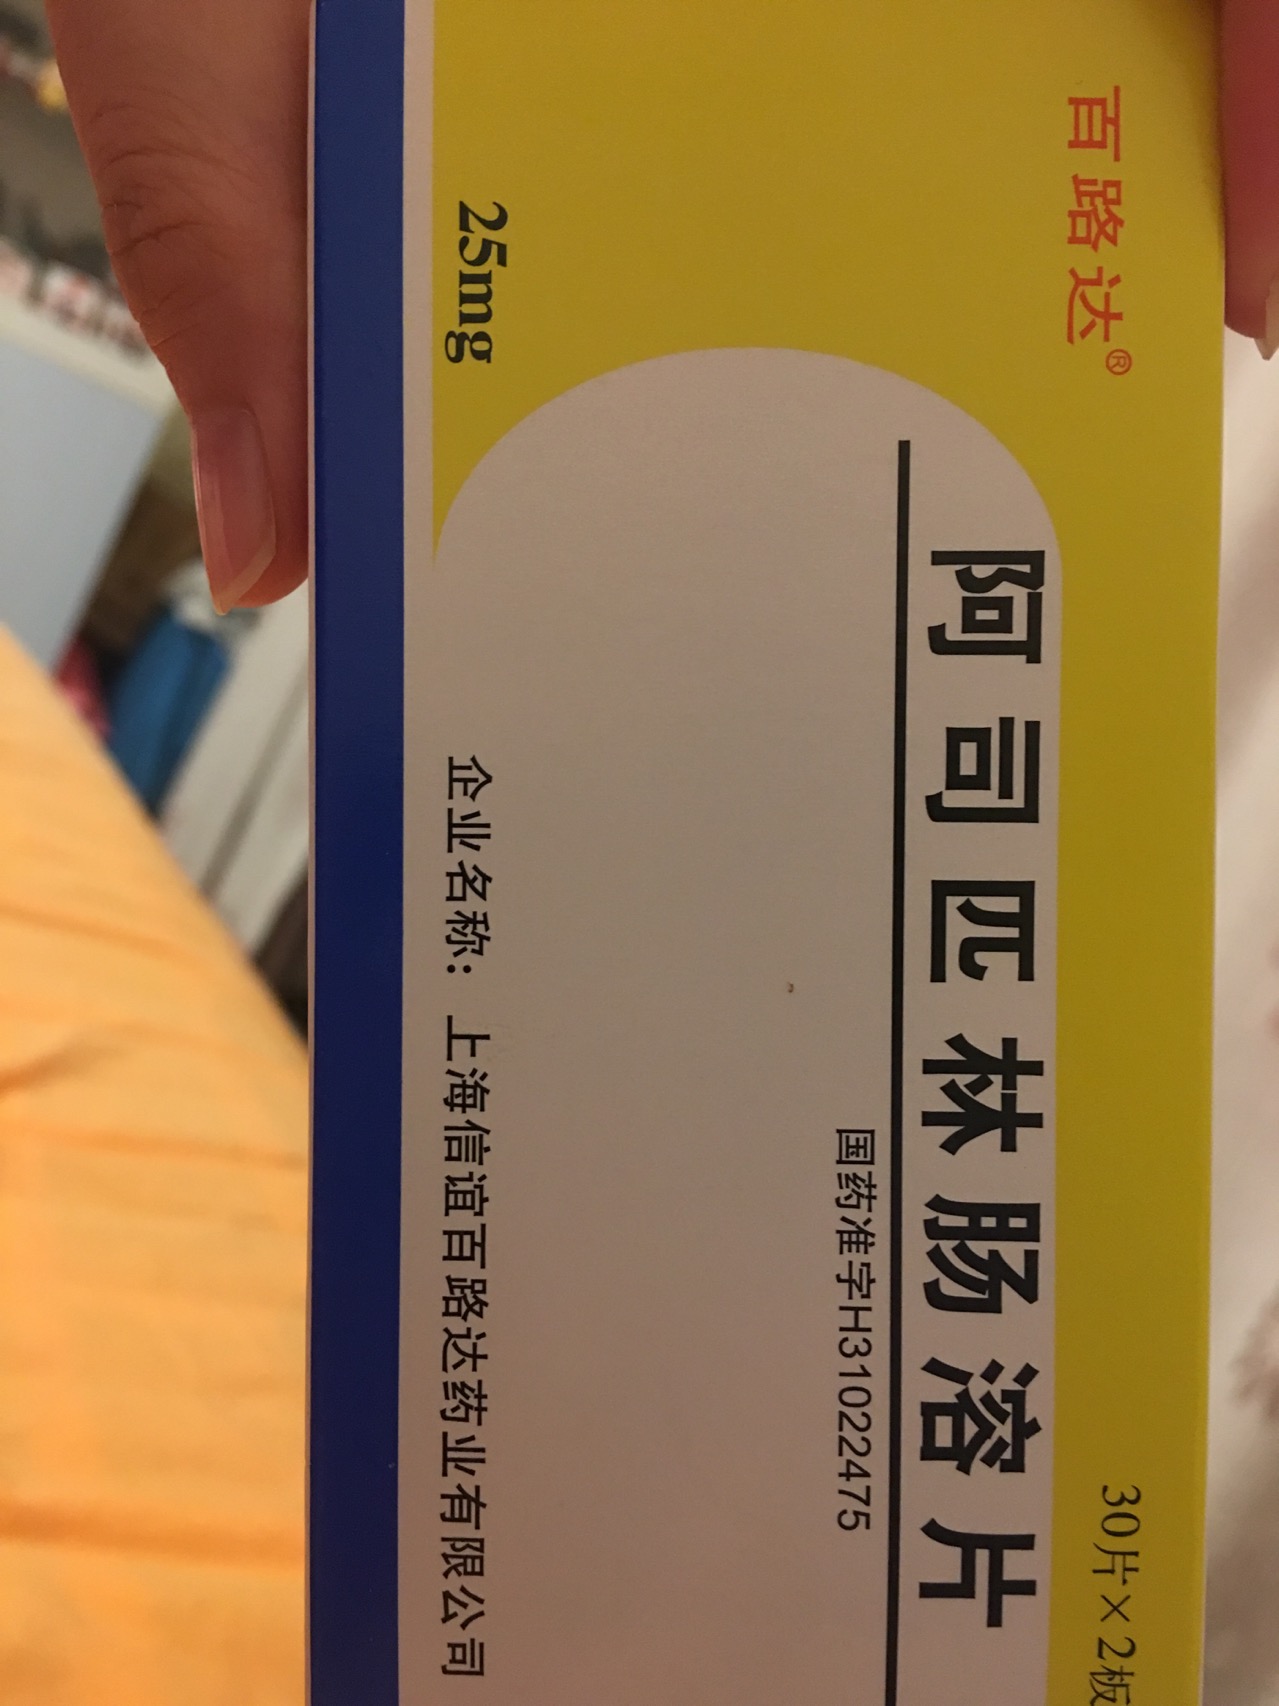 百路达®
30片×2板
阿司匹林肠溶片
国药准字H31022475
25mg
企业名称：上海信谊百路达药业有限公司